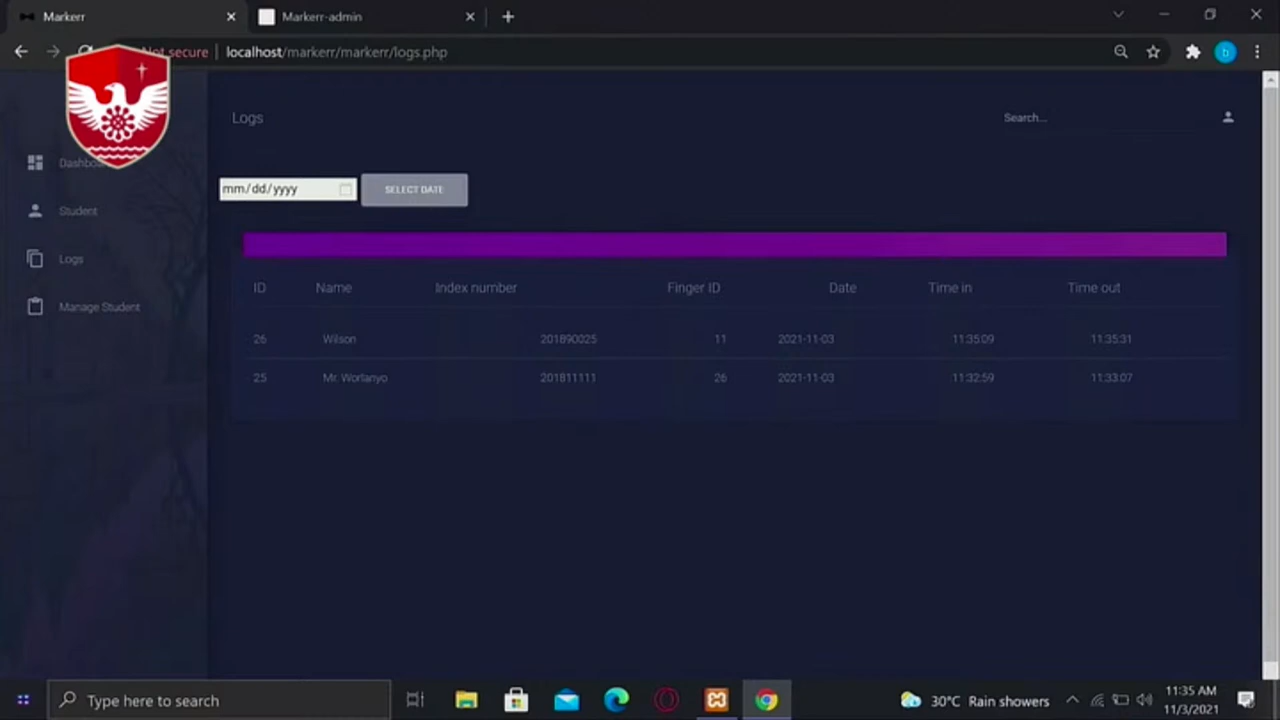 Markerr
Markerr-admin
Not secure
localhost/markerr/markerr/logs.php
Logs
Search...
Dashbo
mm/dd/yyyy
SELECT DATE
Student
Logs
Manage Student
ID Name Index number Finger ID Date Time in Time out
26 Wilson 201890025 11 2021-11-03 11:35:09 11:35:31
25 Mr. Worlanyo 201811111 26 2021-11-03 11:32:59 11:33:07
Type here to search
30°C Rain showers
11:35 AM
11/3/2021